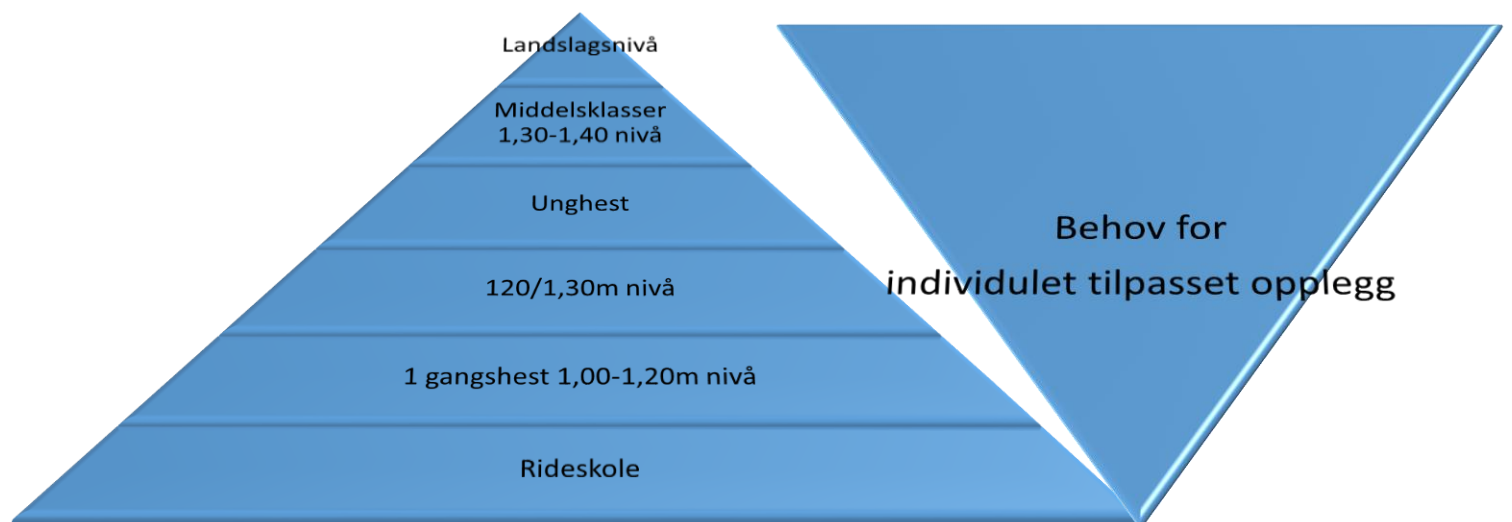 Landslagsnivå
Middelsklasser
1,30-1,40 nivå
Unghest
120/1,30m nivå
1 gangshest 1,00-1,20m nivå
Rideskole
Behov for
individulet tilpasset opplegg